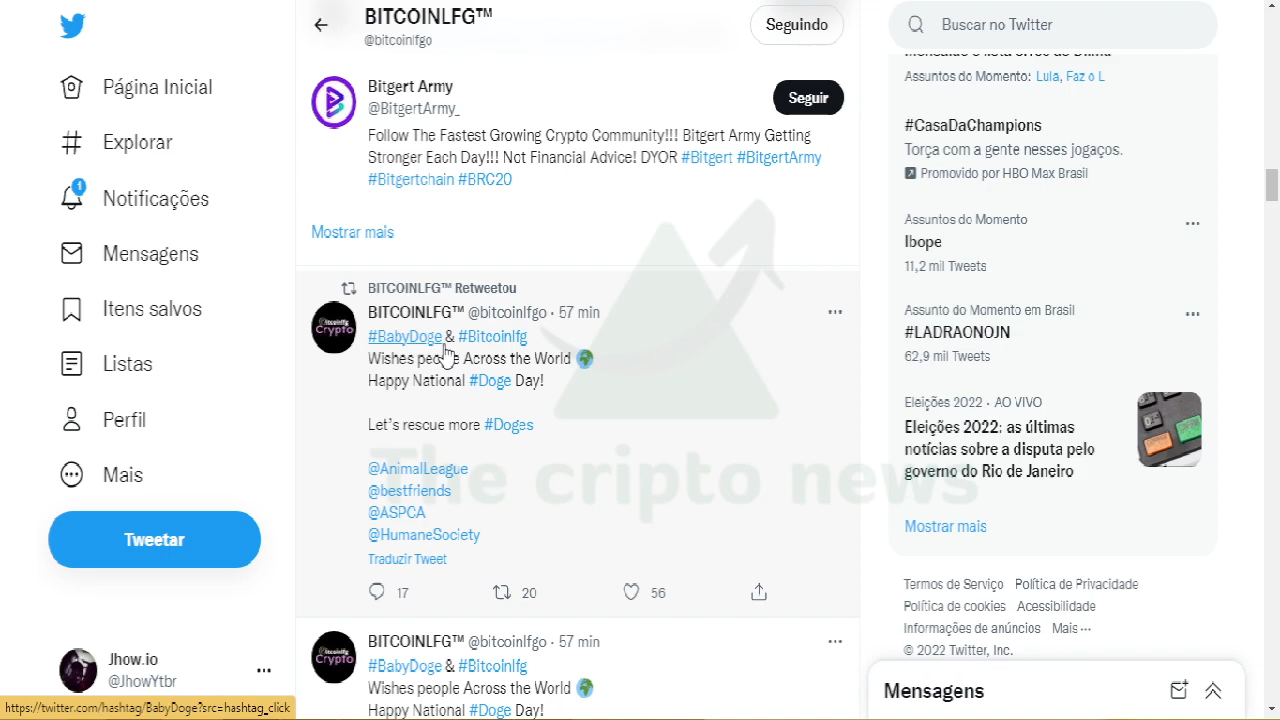 Página Inicial
Explorar
1
Notificações
Mensagens
Itens salvos
Listas
Perfil
Mais
Tweetar
Jhow.io
@JhowYtbr
https://twitter.com/hashtag/BabyDoge?src=hashtag_click
BITCOINLFG™
@bitcoinlfgo
Seguindo
Bitgert Army
@BitgertArmy_
Seguir
Follow The Fastest Growing Crypto Community!!! Bitgert Army Getting
Stronger Each Day!!! Not Financial Advice! DYOR #Bitgert #BitgertArmy
#Bitgertchain #BRC20
Mostrar mais
BITCOINLFG™ Retweetou
Bitcoinlfg
Crypto
BITCOINLFG™ @bitcoinlfgo · 57 min
#BabyDoge & #Bitcoinlfg
Wishes people Across the World
Happy National #Doge Day!
Let's rescue more #Doges
@AnimalLeague
@bestfriends
@ASPCA
@HumaneSociety
Traduzir Tweet
17 20 56
Bitcoinlfg
Crypto
BITCOINLFG™ @bitcoinlfgo · 57 min
#BabyDoge & #Bitcoinlfg
Wishes people Across the World
Happy National #Doge Day!
The cripto news
Buscar no Twitter
Assuntos do Momento: Lula, Faz o L
#CasaDaChampions
Torça com a gente nesses jogaços.
Promovido por HBO Max Brasil
Assuntos do Momento
Ibope
11,2 mil Tweets
Assunto do Momento em Brasil
#LADRAONOJN
62,9 mil Tweets
Eleições 2022 · AO VIVO
Eleições 2022: as últimas
notícias sobre a disputa pelo
governo do Rio de Janeiro
Mostrar mais
Termos de Serviço Política de Privacidade
Política de cookies Acessibilidade
Informações de anúncios Mais ···
© 2022 Twitter, Inc.
Mensagens